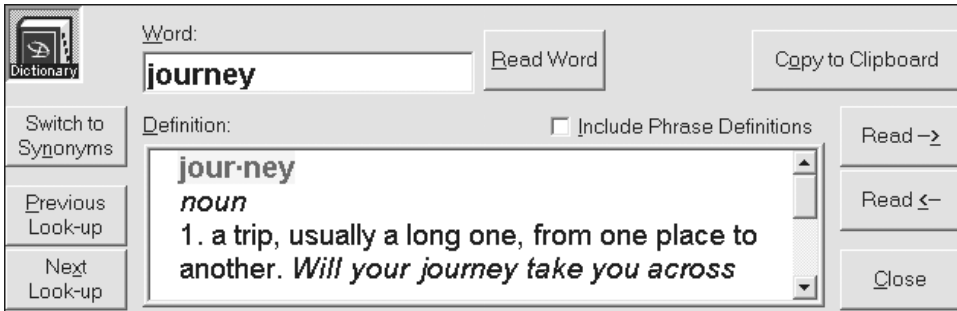 Dictionary
Word:
journey
Read Word
Copy to Clipboard
Switch to
Synonyms
Definition:
Include Phrase Definitions
Read ->
Previous
Look-up
Read <-
Next
Look-up
Close
jour·ney
noun
1. a trip, usually a long one, from one place to
another. Will your journey take you across